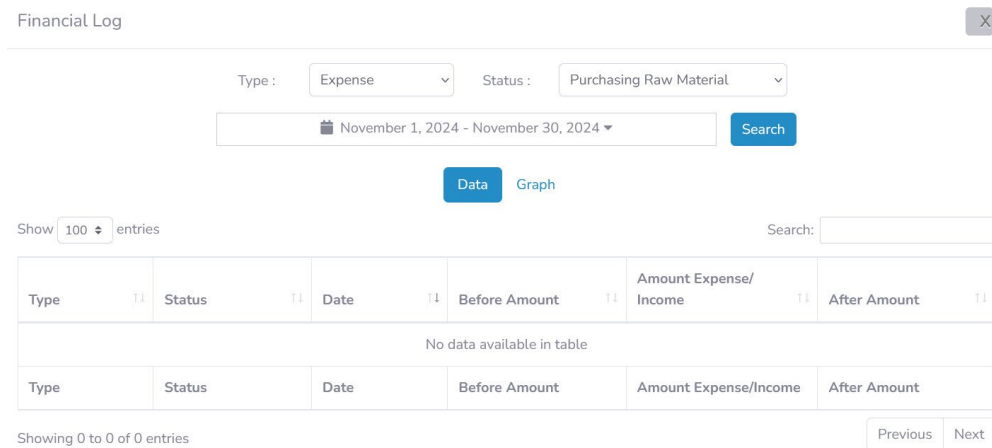 Financial Log
X
Type : Expense Status : Purchasing Raw Material
November 1, 2024 - November 30, 2024 Search
Data Graph
Show 100 entries Search:
Type Status Date Before Amount Amount Expense/ Income After Amount
No data available in table
Type Status Date Before Amount Amount Expense/Income After Amount
Showing 0 to 0 of 0 entries Previous Next